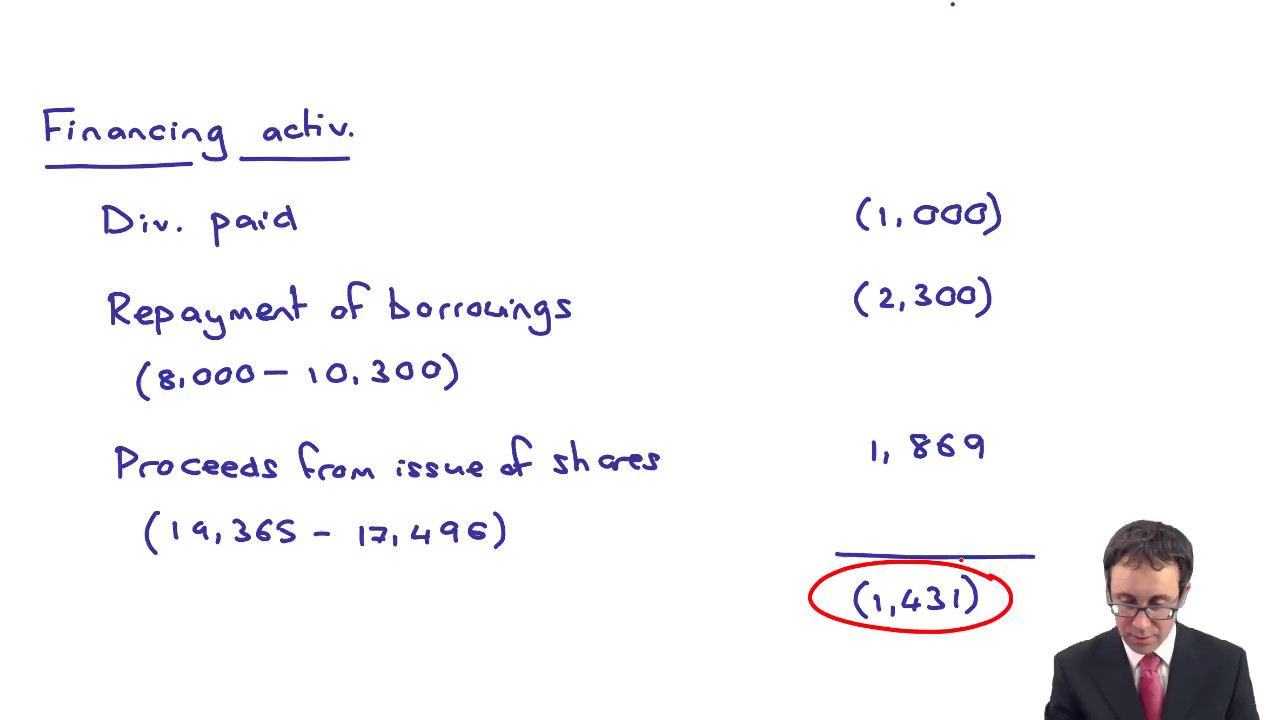 Financing activ.
Div. paid (1,000)
Repayment of borrowings (2,300)
(8,000 – 10,300)
Proceeds from issue of shares 1,869
(19,365 – 17,496)
(1,431)